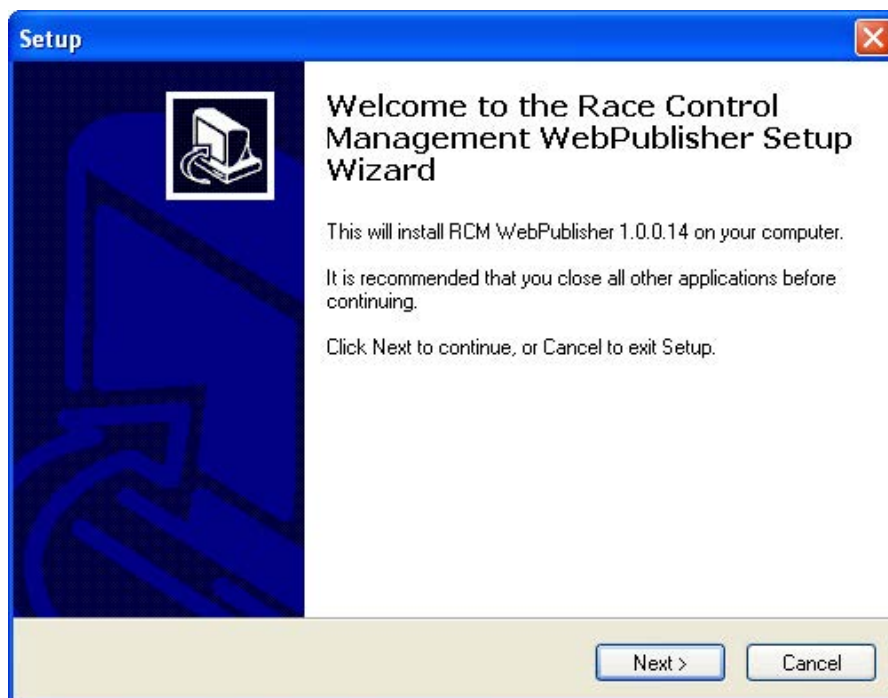 Setup
Welcome to the Race Control
Management WebPublisher Setup
Wizard
This will install RCM WebPublisher 1.0.0.14 on your computer.
It is recommended that you close all other applications before
continuing.
Click Next to continue, or Cancel to exit Setup.
Next >
Cancel